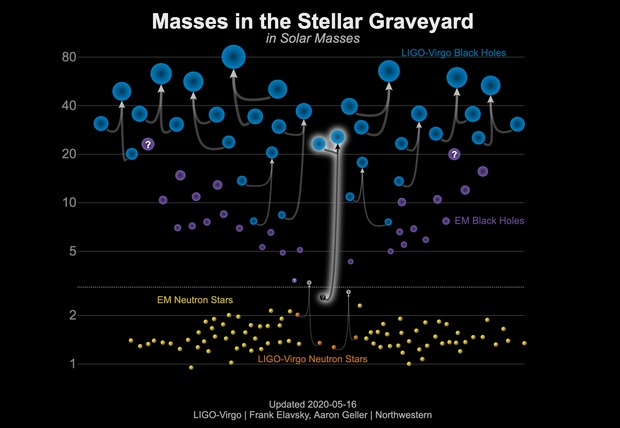 Masses in the Stellar Graveyard
in Solar Masses
80
LIGO-Virgo Black Holes
40
20
?
?
10
EM Black Holes
5
EM Neutron Stars
2
LIGO-Virgo Neutron Stars
1
Updated 2020-05-16
LIGO-Virgo | Frank Elavsky, Aaron Geller | Northwestern